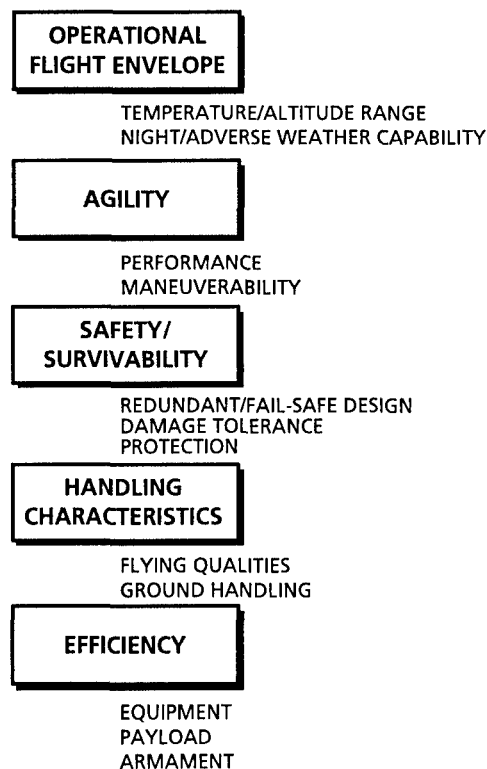 OPERATIONAL
FLIGHT ENVELOPE
TEMPERATURE/ALTITUDE RANGE
NIGHT/ADVERSE WEATHER CAPABILITY
AGILITY
PERFORMANCE
MANEUVERABILITY
SAFETY/
SURVIVABILITY
REDUNDANT/FAIL-SAFE DESIGN
DAMAGE TOLERANCE
PROTECTION
HANDLING
CHARACTERISTICS
FLYING QUALITIES
GROUND HANDLING
EFFICIENCY
EQUIPMENT
PAYLOAD
ARMAMENT